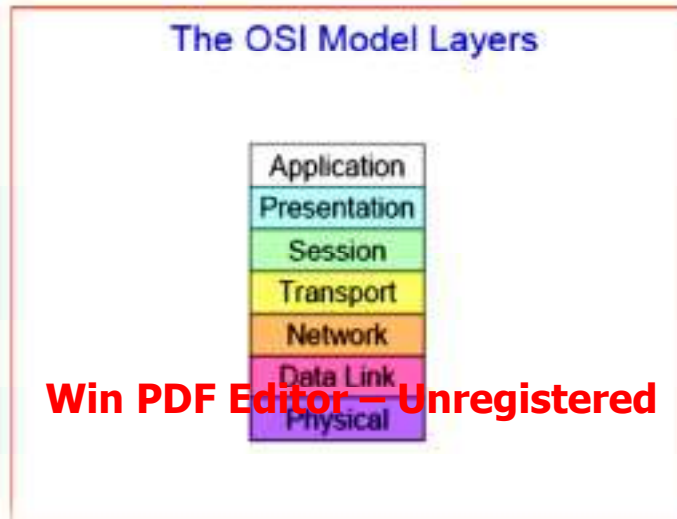 The OSI Model Layers
Application
Presentation
Session
Transport
Network
Data Link
Win PDF Editor – Unregistered
Physical